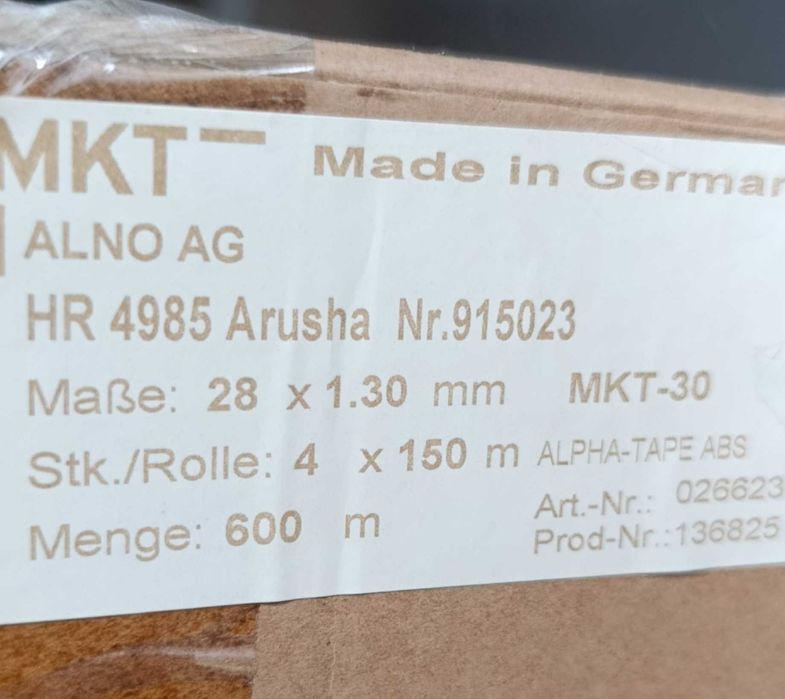 MKT
Made in German
ALNO AG
HR 4985 Arusha Nr.915023
Maße: 28 x 1.30 mm MKT-30
Stk./Rolle: 4 x 150 m ALPHA-TAPE ABS
Art.-Nr.: 026623
Menge: 600 m
Prod-Nr.:136825